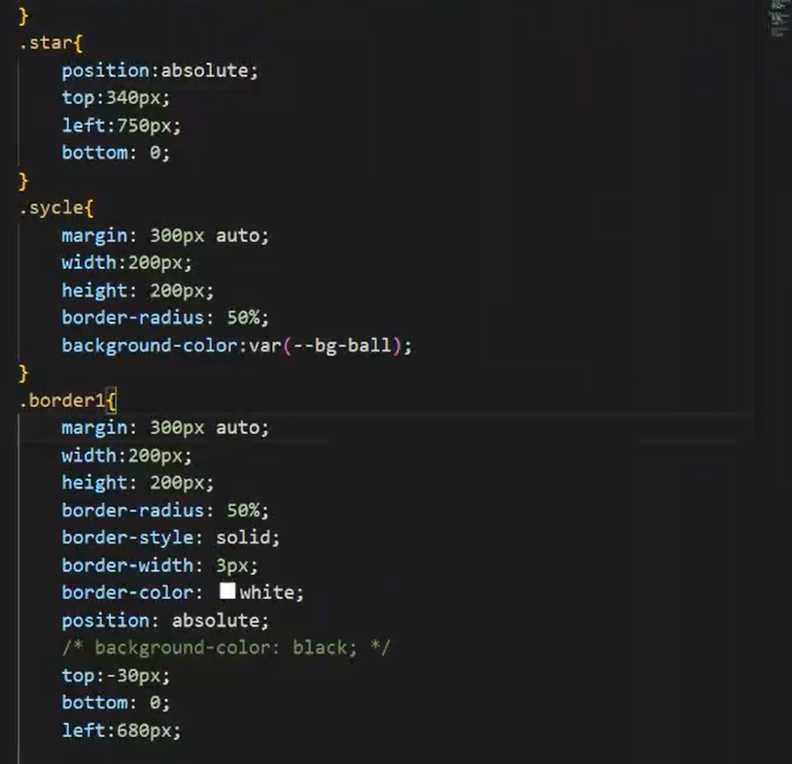 }
.star{
position:absolute;
top:340px;
left:750px;
bottom: 0;
}
.sycle{
margin: 300px auto;
width:200px;
height: 200px;
border-radius: 50%;
background-color:var(--bg-ball);
}
.border1{
margin: 300px auto;
width:200px;
height: 200px;
border-radius: 50%;
border-style: solid;
border-width: 3px;
border-color: white;
position: absolute;
/* background-color: black; */
top:-30px;
bottom: 0;
left:680px;